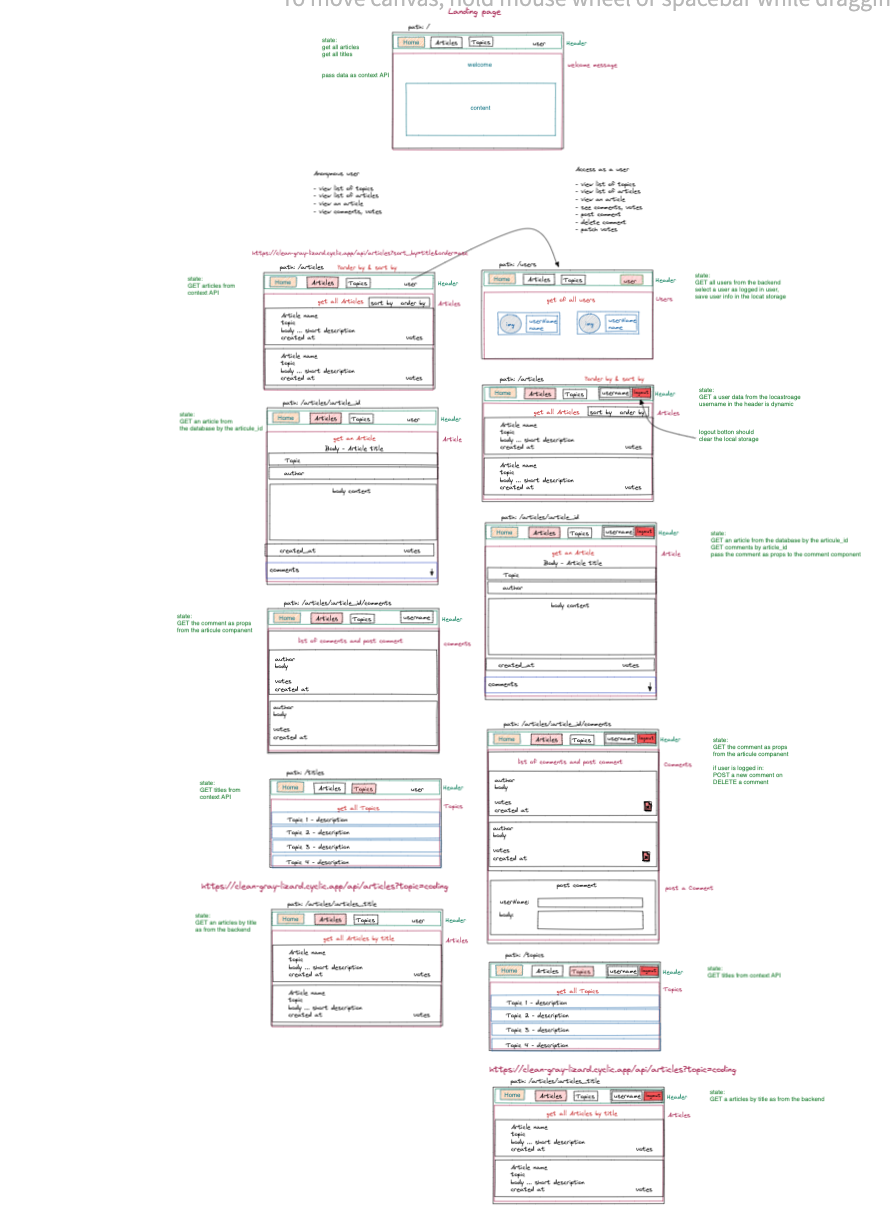 To move canvas, hold mouse wheel or spacebar while draggin
Landing page
path: /
state:
get all articles
get all titles
pass data as context API
Home Articles Topics user
Header
welcome
welcome message
content
Anonymous user
- view list of topics
- view list of articles
- view an article
- view comments, votes
Access as a user
- view list of topics
- view list of articles
- view an article
- see comments, votes
- post comment
- delete comment
- patch votes
https://clean-gray-lizard.cyclic.app/api/articles?sort_by=title&order=asc
path: /articles ?order by & sort by
state:
GET articles from
context API
Home Articles Topics user
Header
get all Articles sort by order by
Articles
Article name
topic
body ... short description
created at votes
Article name
topic
body ... short description
created at votes
path: /articles/article_id
state:
GET an article from
the database by the articule_id
Home Articles Topics user
Header
get an Article
Article
Body - Article title
Topic
author
body content
created_at votes
comments
path: /articles/article_id/comments
state:
GET the comment as props
from the articule companent
Home Articles Topics username
Header
list of comments and post comment
comments
author
body
votes
created at
author
body
votes
created at
path: /titles
state:
GET titles from
context API
Home Articles Topics user
Header
get all Topics
Topics
Topic 1 - description
Topic 2 - description
Topic 3 - description
Topic 4 - description
https://clean-gray-lizard.cyclic.app/api/articles?topic=coding
path: /articles/articles_title
state:
GET an articles by title
as from the backend
Home Articles Topics user
Header
get all Articles by title
Articles
Article name
topic
body ... short description
created at votes
Article name
topic
body ... short description
created at votes
path: /users
Home Articles Topics user
Header
state:
GET all users from the backend
select a user as logged in user,
save user info in the local storage
get of all users
Users
img userName
name
img userName
name
path: /articles ?order by & sort by
Home Articles Topics username logout
Header
state:
GET a user data from the locastroage
username in the header is dynamic
get all Articles sort by order by
Articles
logout botton should
clear the local storage
Article name
topic
body ... short description
created at votes
Article name
topic
body ... short description
created at votes
path: /articles/article_id
Home Articles Topics username logout
Header
state:
GET an article from the database by the articule_id
GET comments by article_id
pass the comment as props to the comment component
get an Article
Article
Body - Article title
Topic
author
body content
created_at votes
comments
path: /articles/article_id/comments
Home Articles Topics username logout
Header
state:
GET the comment as props
from the articule companent
if user is logged in:
POST a new comment on
DELETE a comment
list of comments and post comment
Comments
author
body
votes
created at
author
body
votes
created at
post comment
post a Comment
userName:
body:
path: /topics
Home Articles Topics username logout
Header
state:
GET titles from context API
get all Topics
Topics
Topic 1 - description
Topic 2 - description
Topic 3 - description
Topic 4 - description
https://clean-gray-lizard.cyclic.app/api/articles?topic=coding
path: /articles/articles_title
Home Articles Topics username logout
Header
state:
GET a articles by title as from the backend
get all Articles by title
Articles
Article name
topic
body ... short description
created at votes
Article name
topic
body ... short description
created at votes